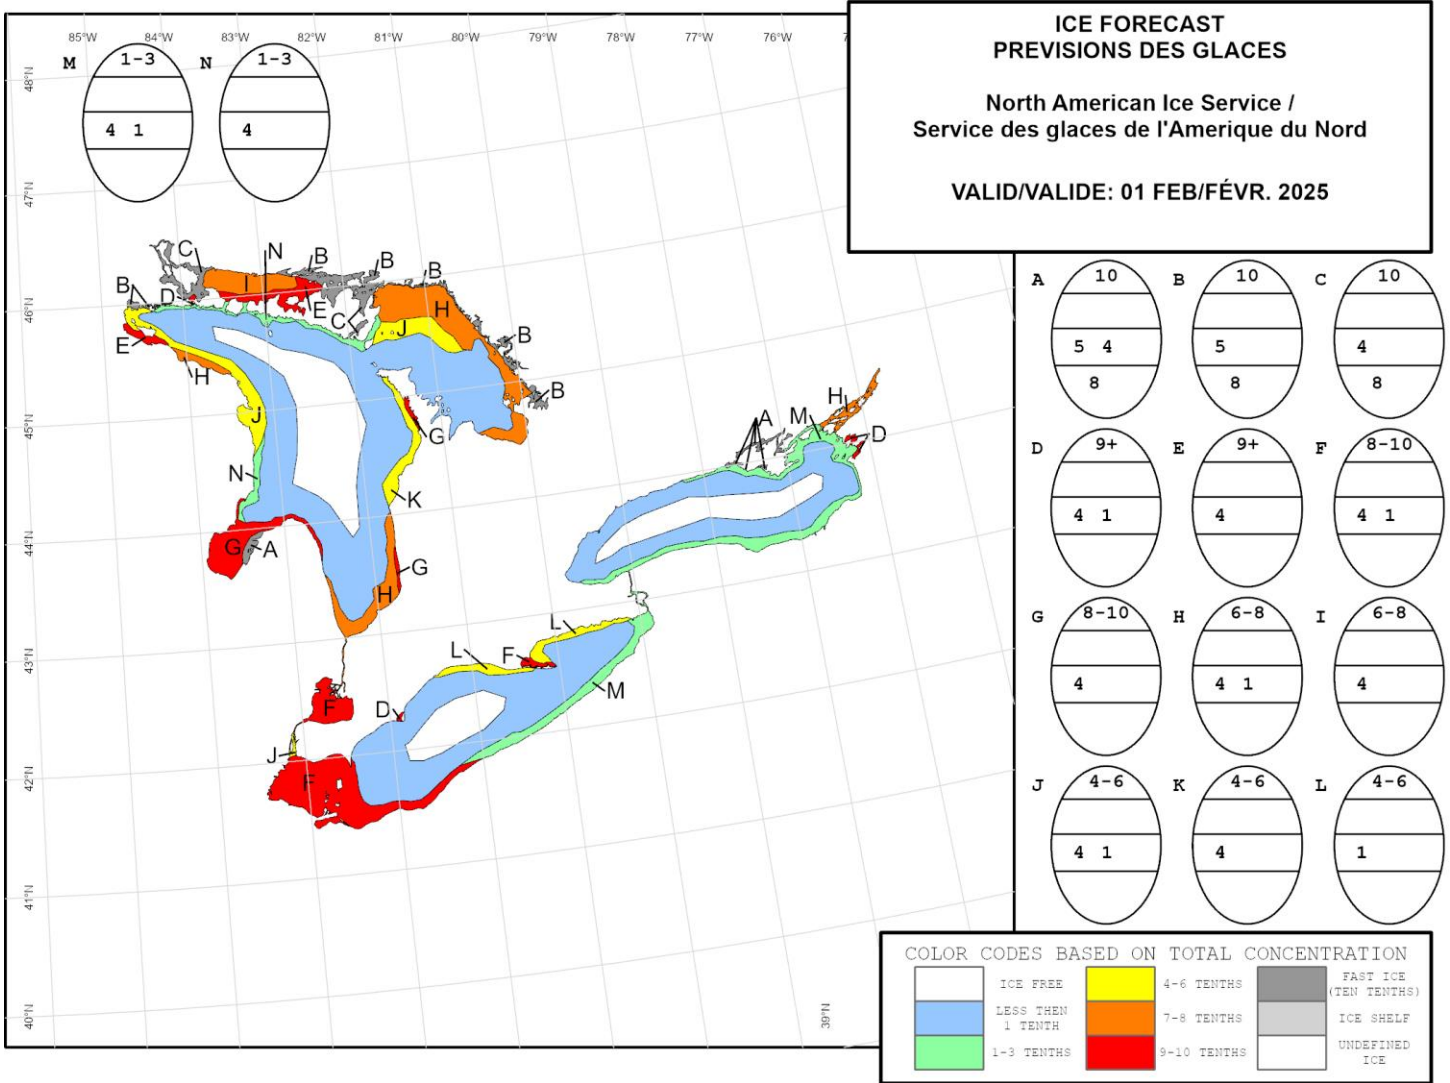 ICE FORECAST
PREVISIONS DES GLACES
North American Ice Service /
Service des glaces de l'Amerique du Nord
VALID/VALIDE: 01 FEB/FÉVR. 2025
85°W 84°W 83°W 82°W 81°W 80°W 79°W 78°W 77°W 76°W
48°N
47°N
46°N
45°N
44°N
43°N
42°N
41°N
40°N
39°N
M 1-3 N 1-3
4 1 4
C N B B B
B D I E C J H B
E H J G B
N K
G A G H
A M H D
L L F M
D F J F
A 10 B 10 C 10
5 4 5 4
8 8 8
D 9+ E 9+ F 8-10
4 1 4 4 1
G 8-10 H 6-8 I 6-8
4 4 1 4
J 4-6 K 4-6 L 4-6
4 1 4 1
COLOR CODES BASED ON TOTAL CONCENTRATION
ICE FREE 4-6 TENTHS FAST ICE
(TEN TENTHS)
LESS THEN
1 TENTH 7-8 TENTHS ICE SHELF
1-3 TENTHS 9-10 TENTHS UNDEFINED
ICE